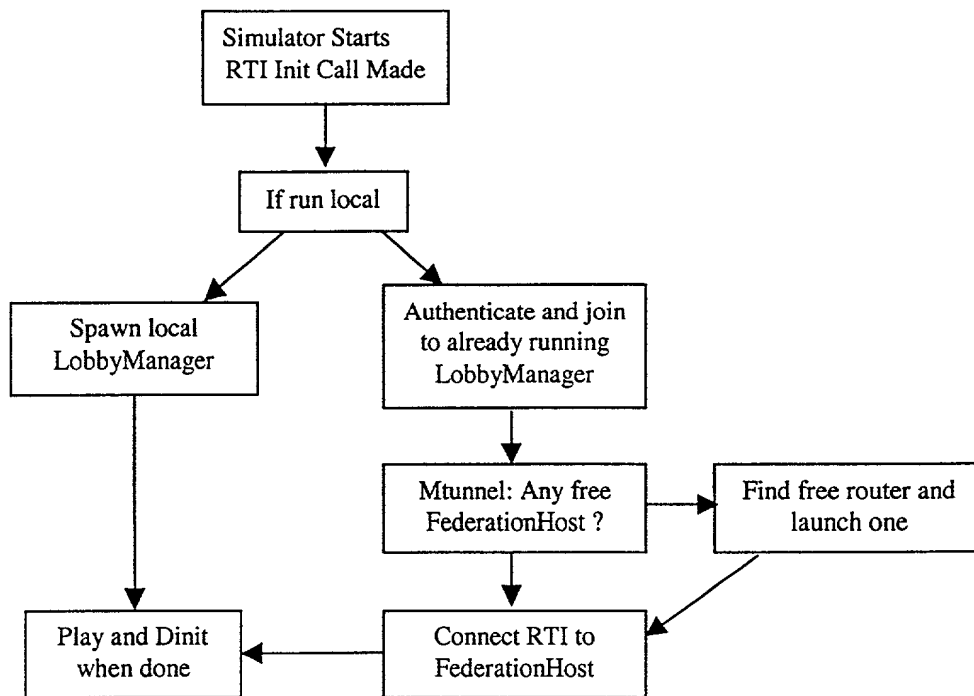 Simulator Starts
RTI Init Call Made
If run local
Spawn local
LobbyManager
Authenticate and join
to already running
LobbyManager
Mtunnel: Any free
FederationHost ?
Find free router and
launch one
Play and Dinit
when done
Connect RTI to
FederationHost